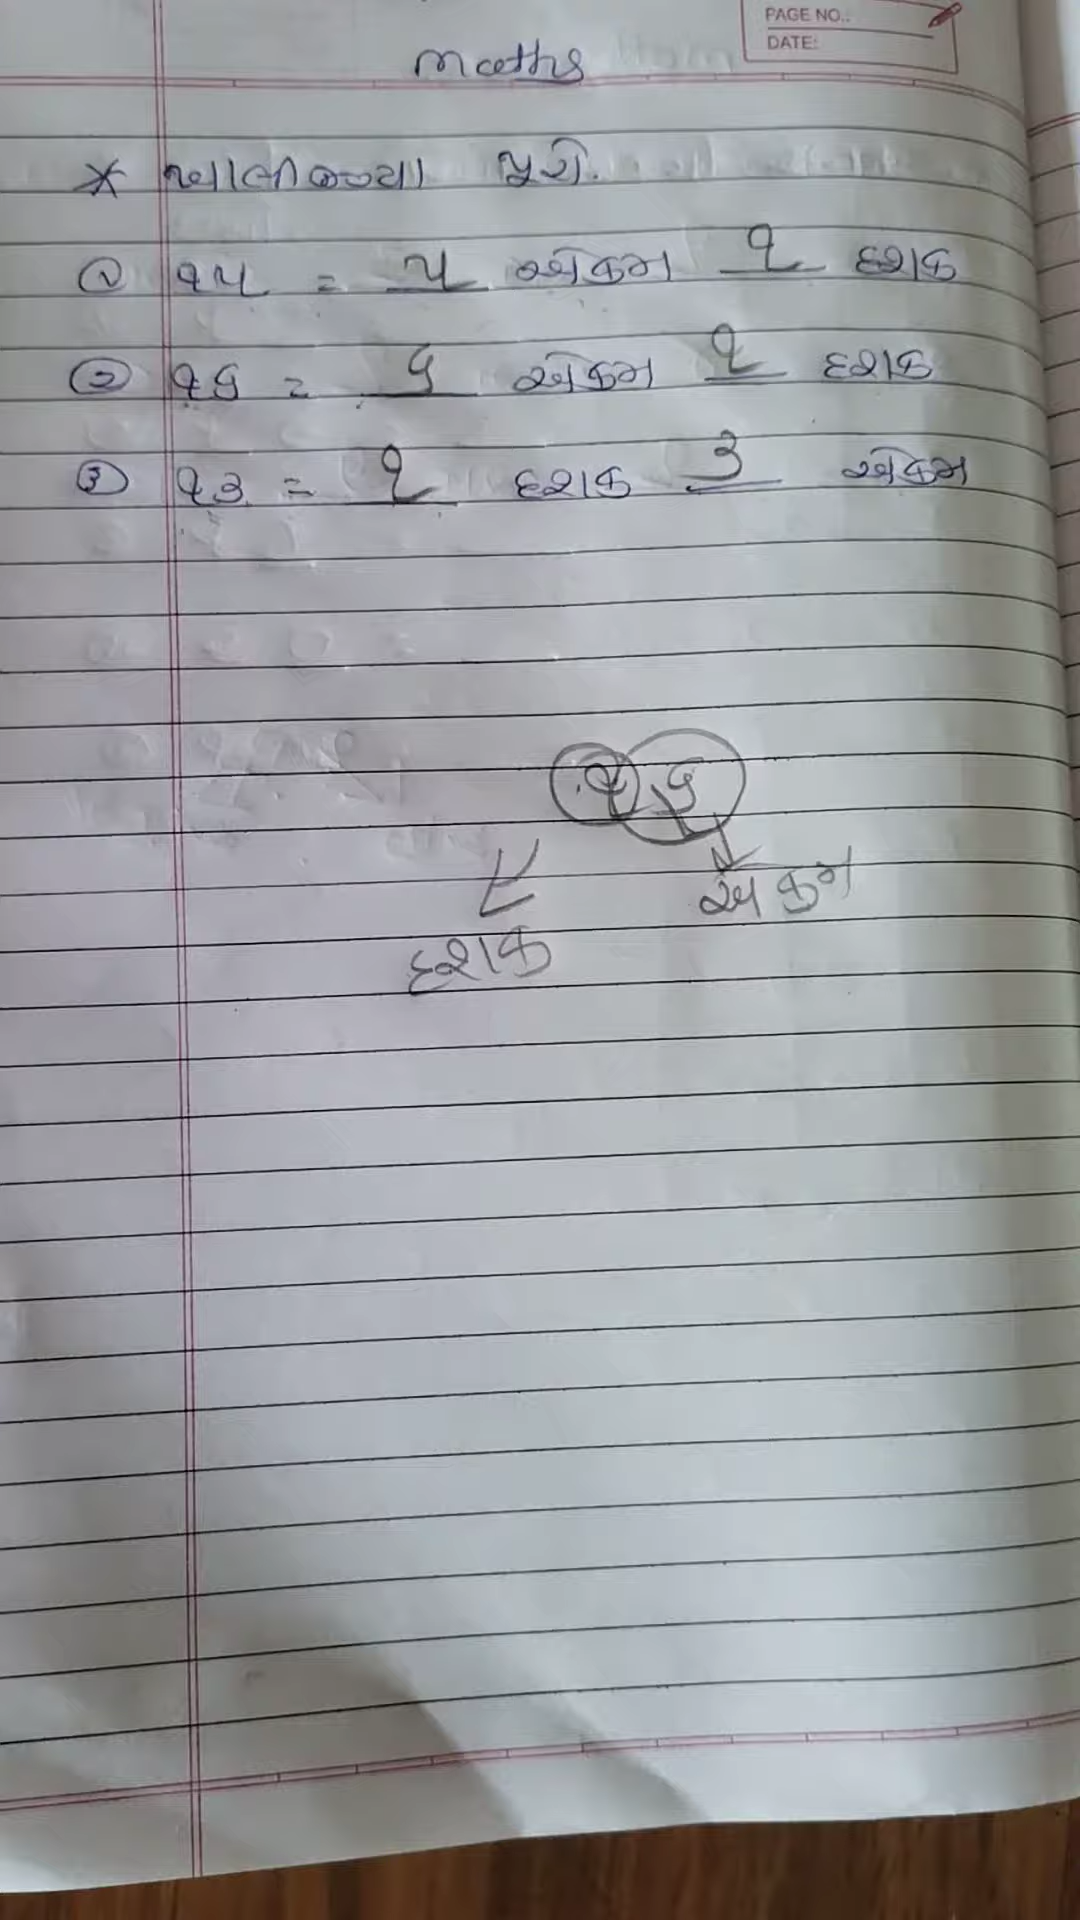 PAGE NO.:
DATE:
maths
* ખાલીજગ્યા પુરો.
① ૧૫ = ૫ એકમ ૧ દશક
② ૧૬ = ૬ એકમ ૧ દશક
③ ૧૩ = ૧ દશક ૩ એકમ
૧ ૬
એકમ
દશક